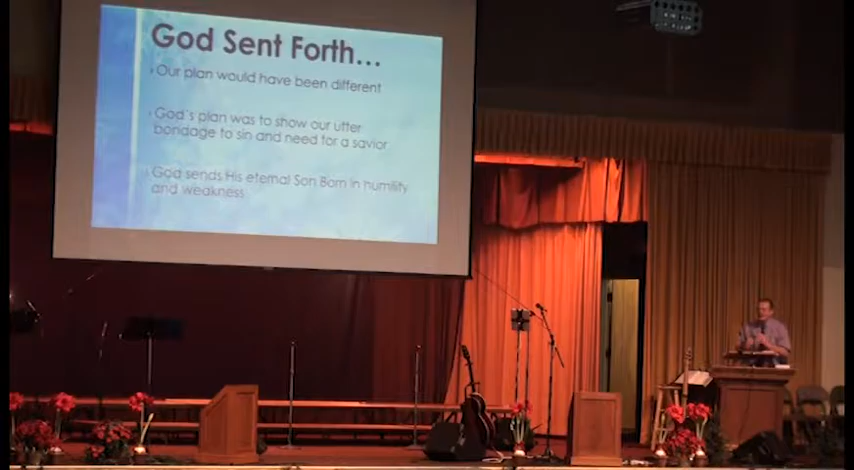 God Sent Forth...
Our plan would have been different
God's plan was to show our utter
bondage to sin and need for a savior
God sends His eternal Son Born in humility
and weakness